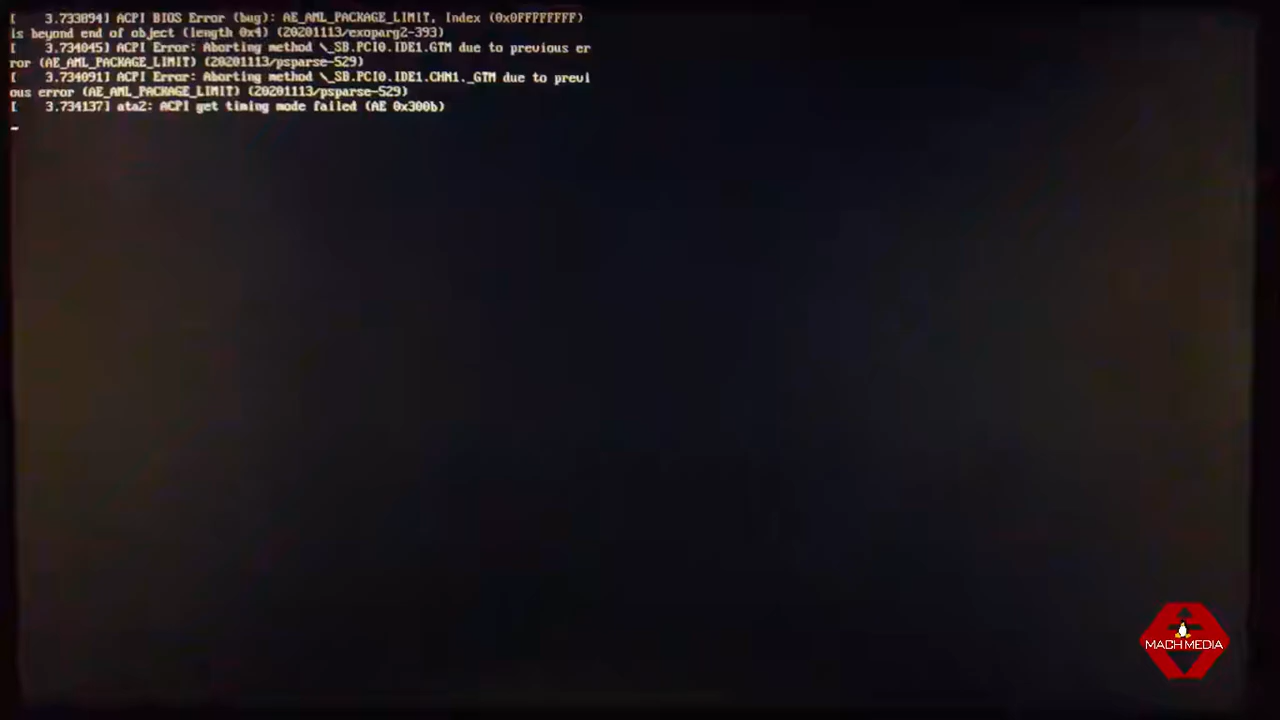 [    3.733894] ACPI BIOS Error (bug): AE_AML_PACKAGE_LIMIT, Index (0x0FFFFFFFF)
is beyond end of object (length 0x4) (20201113/exoparg2-393)
[    3.734045] ACPI Error: Aborting method \_SB.PCI0.IDE1.GTM due to previous er
ror (AE_AML_PACKAGE_LIMIT) (20201113/psparse-529)
[    3.734091] ACPI Error: Aborting method \_SB.PCI0.IDE1.CHN1._GTM due to previ
ous error (AE_AML_PACKAGE_LIMIT) (20201113/psparse-529)
[    3.734137] ata2: ACPI get timing mode failed (AE 0x300b)
MACH MEDIA